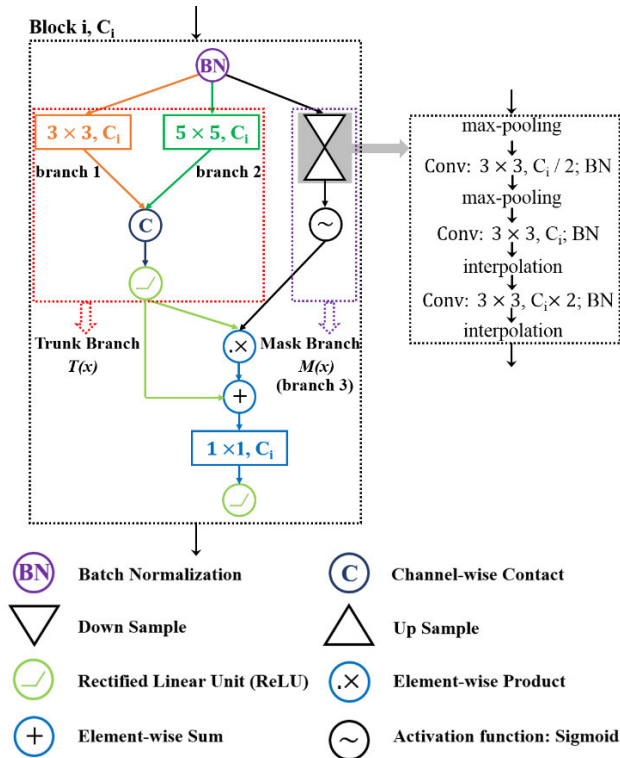 Block i, Cᵢ
BN
3 × 3, Cᵢ
5 × 5, Cᵢ
branch 1
branch 2
C
~
Trunk Branch
T(x)
Mask Branch
M(x)
(branch 3)
.×
+
1 ×1, Cᵢ
max-pooling
Conv: 3 × 3, Cᵢ / 2; BN
max-pooling
Conv: 3 × 3, Cᵢ; BN
interpolation
Conv: 3 × 3, Cᵢ× 2; BN
interpolation
BN Batch Normalization
C Channel-wise Contact
Down Sample
Up Sample
Rectified Linear Unit (ReLU)
.× Element-wise Product
+ Element-wise Sum
~ Activation function: Sigmoid